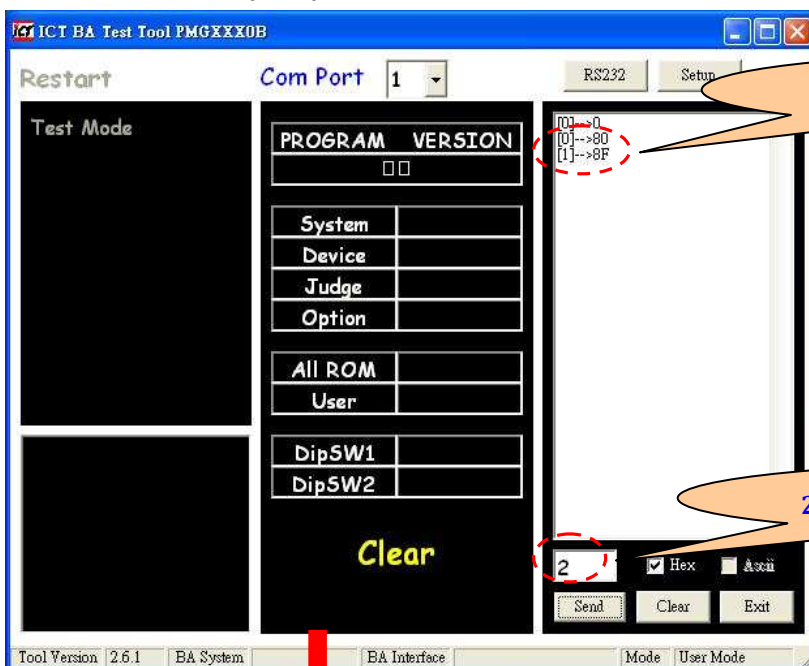 ICT BA Test Tool PMGXXX0B
Restart
Com Port 1
RS232
Setup
Test Mode
PROGRAM VERSION
System
Device
Judge
Option
All ROM
User
DipSW1
DipSW2
Clear
[0]-->0
[0]-->80
[1]-->8F
2
2
Hex
Ascii
Send
Clear
Exit
Tool Version 2.6.1 BA System BA Interface Mode User Mode